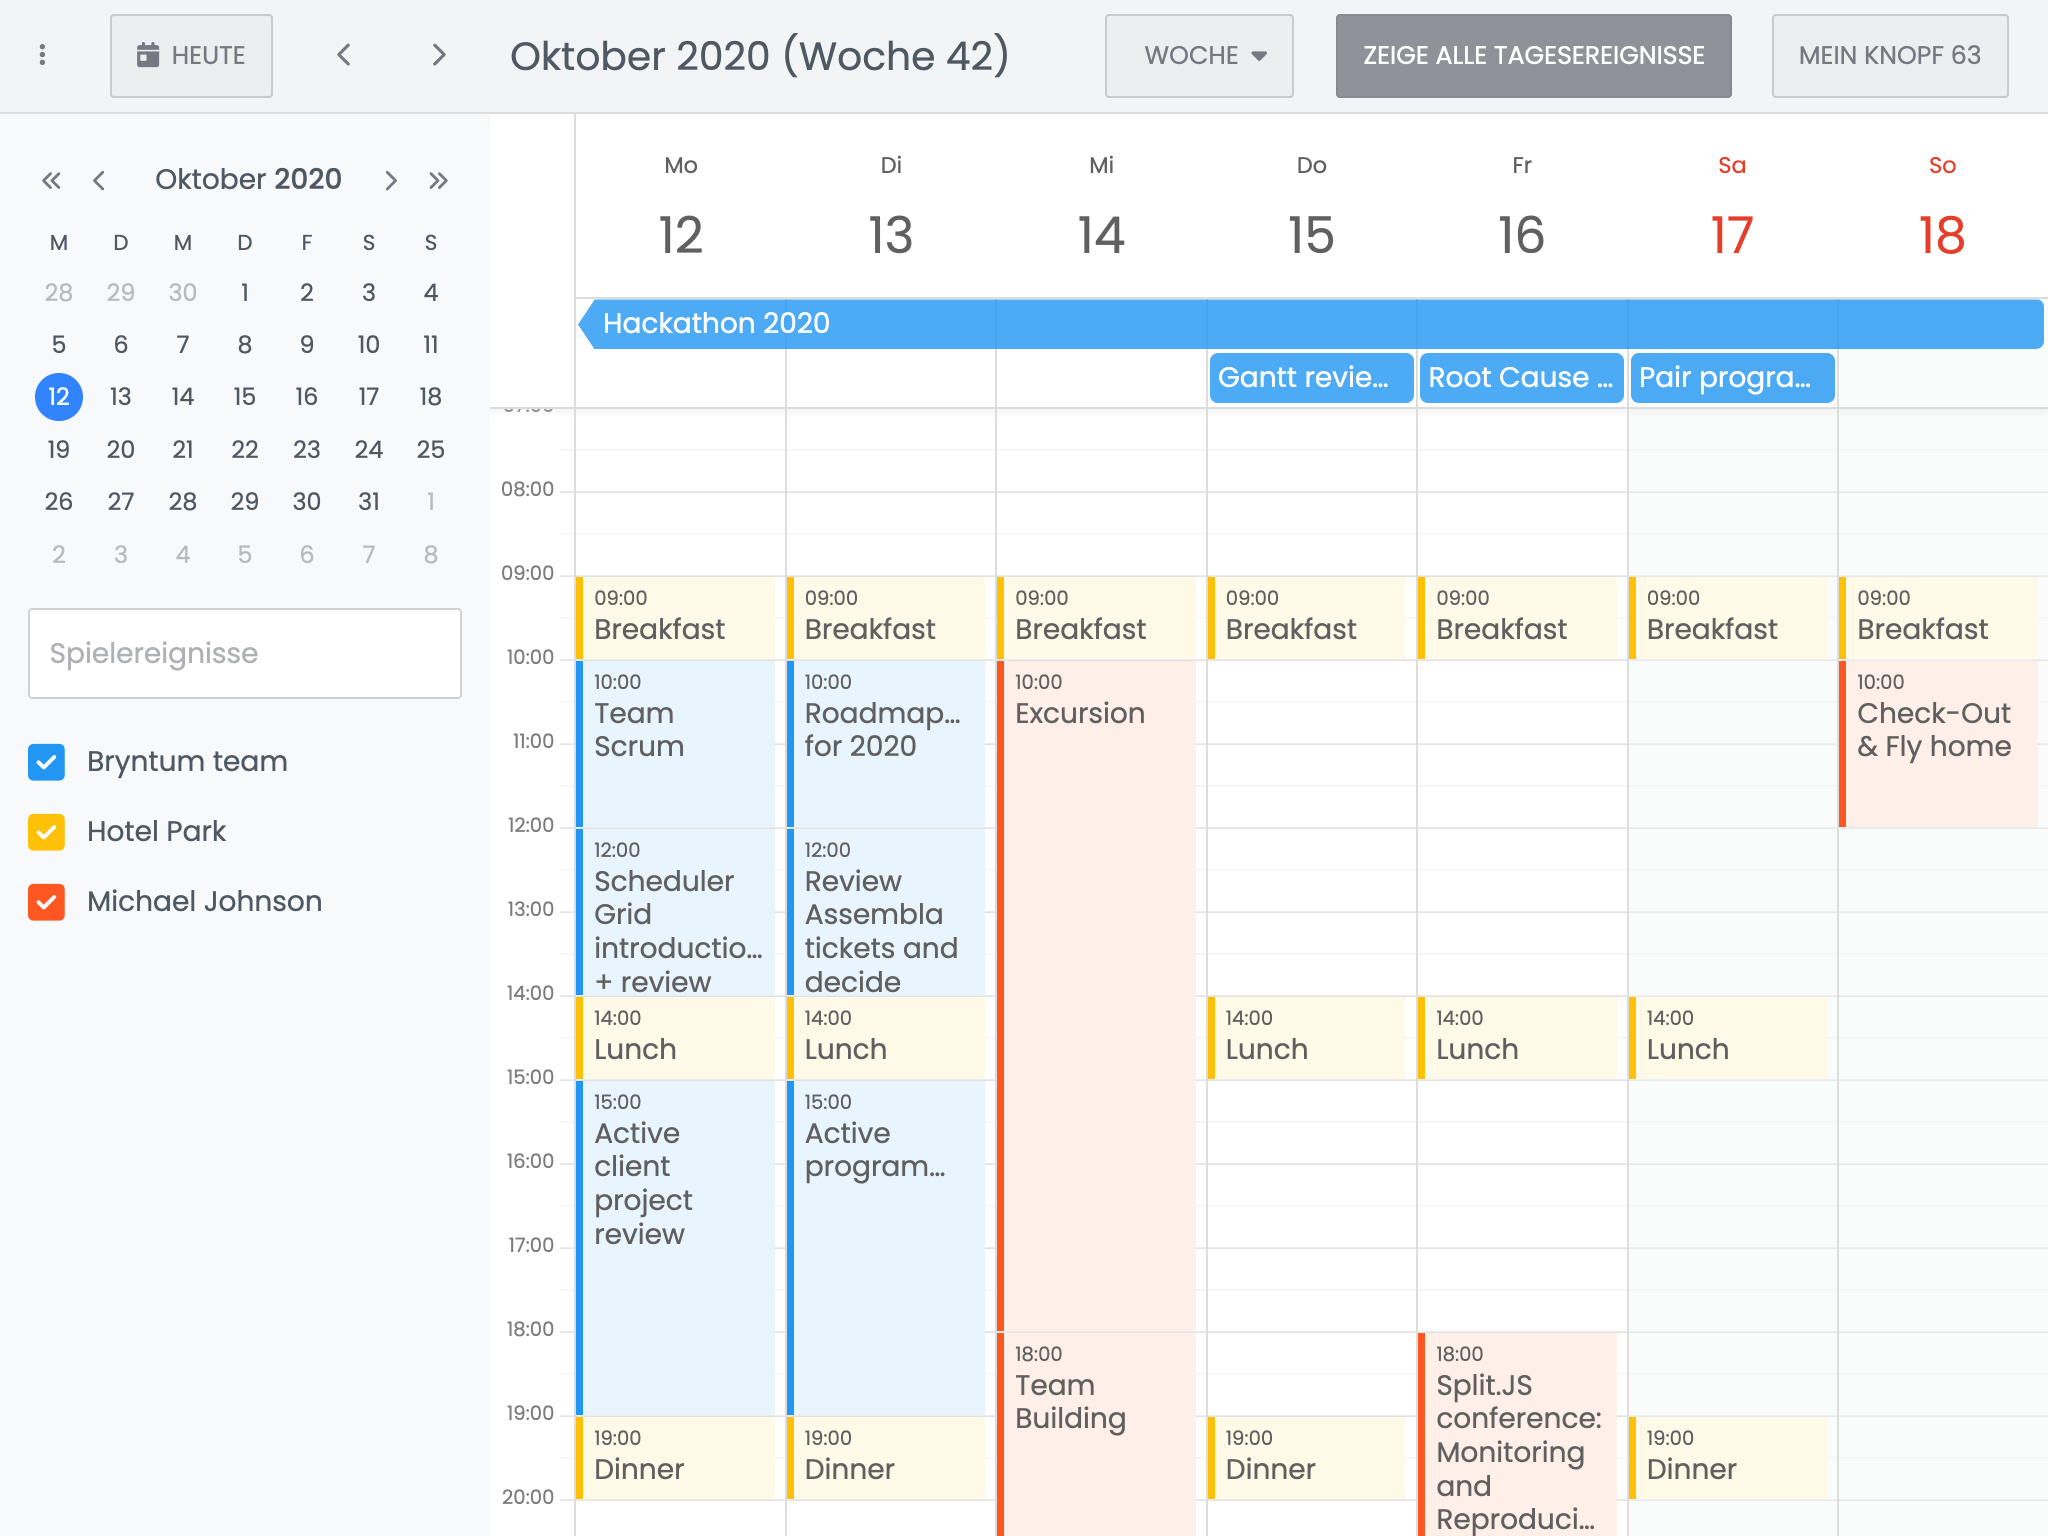 HEUTE
Oktober 2020 (Woche 42)
WOCHE
ZEIGE ALLE TAGESEREIGNISSE
MEIN KNOPF 63
Oktober 2020
M D M D F S S
28 29 30 1 2 3 4
5 6 7 8 9 10 11
12 13 14 15 16 17 18
19 20 21 22 23 24 25
26 27 28 29 30 31 1
2 3 4 5 6 7 8
Spielereignisse
Bryntum team
Hotel Park
Michael Johnson
Mo Di Mi Do Fr Sa So
12 13 14 15 16 17 18
Hackathon 2020
Gantt revie... Root Cause ... Pair progra...
07:00
08:00
09:00
10:00
11:00
12:00
13:00
14:00
15:00
16:00
17:00
18:00
19:00
20:00
09:00
Breakfast
10:00
Team
Scrum
12:00
Scheduler
Grid
introductio...
+ review
14:00
Lunch
15:00
Active
client
project
review
19:00
Dinner
09:00
Breakfast
10:00
Roadmap...
for 2020
12:00
Review
Assembla
tickets and
decide
14:00
Lunch
15:00
Active
program...
19:00
Dinner
09:00
Breakfast
10:00
Excursion
18:00
Team
Building
09:00
Breakfast
14:00
Lunch
19:00
Dinner
09:00
Breakfast
14:00
Lunch
18:00
Split.JS
conference:
Monitoring
and
Reproduci...
09:00
Breakfast
14:00
Lunch
19:00
Dinner
09:00
Breakfast
10:00
Check-Out
& Fly home